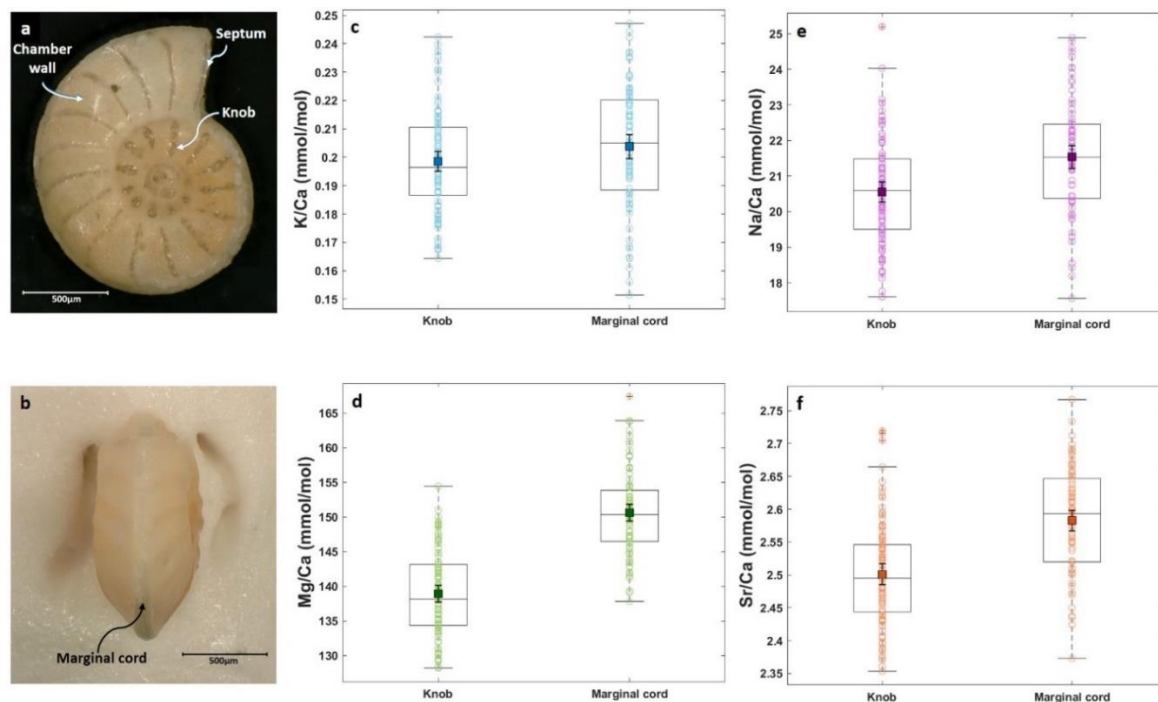 a
Septum
Chamber
wall
Knob
500µm
c
K/Ca (mmol/mol)
0.25
0.24
0.23
0.22
0.21
0.2
0.19
0.18
0.17
0.16
0.15
Knob
Marginal cord
e
Na/Ca (mmol/mol)
25
24
23
22
21
20
19
18
Knob
Marginal cord
b
Marginal cord
500µm
d
Mg/Ca (mmol/mol)
165
160
155
150
145
140
135
130
Knob
Marginal cord
f
Sr/Ca (mmol/mol)
2.75
2.7
2.65
2.6
2.55
2.5
2.45
2.4
2.35
Knob
Marginal cord